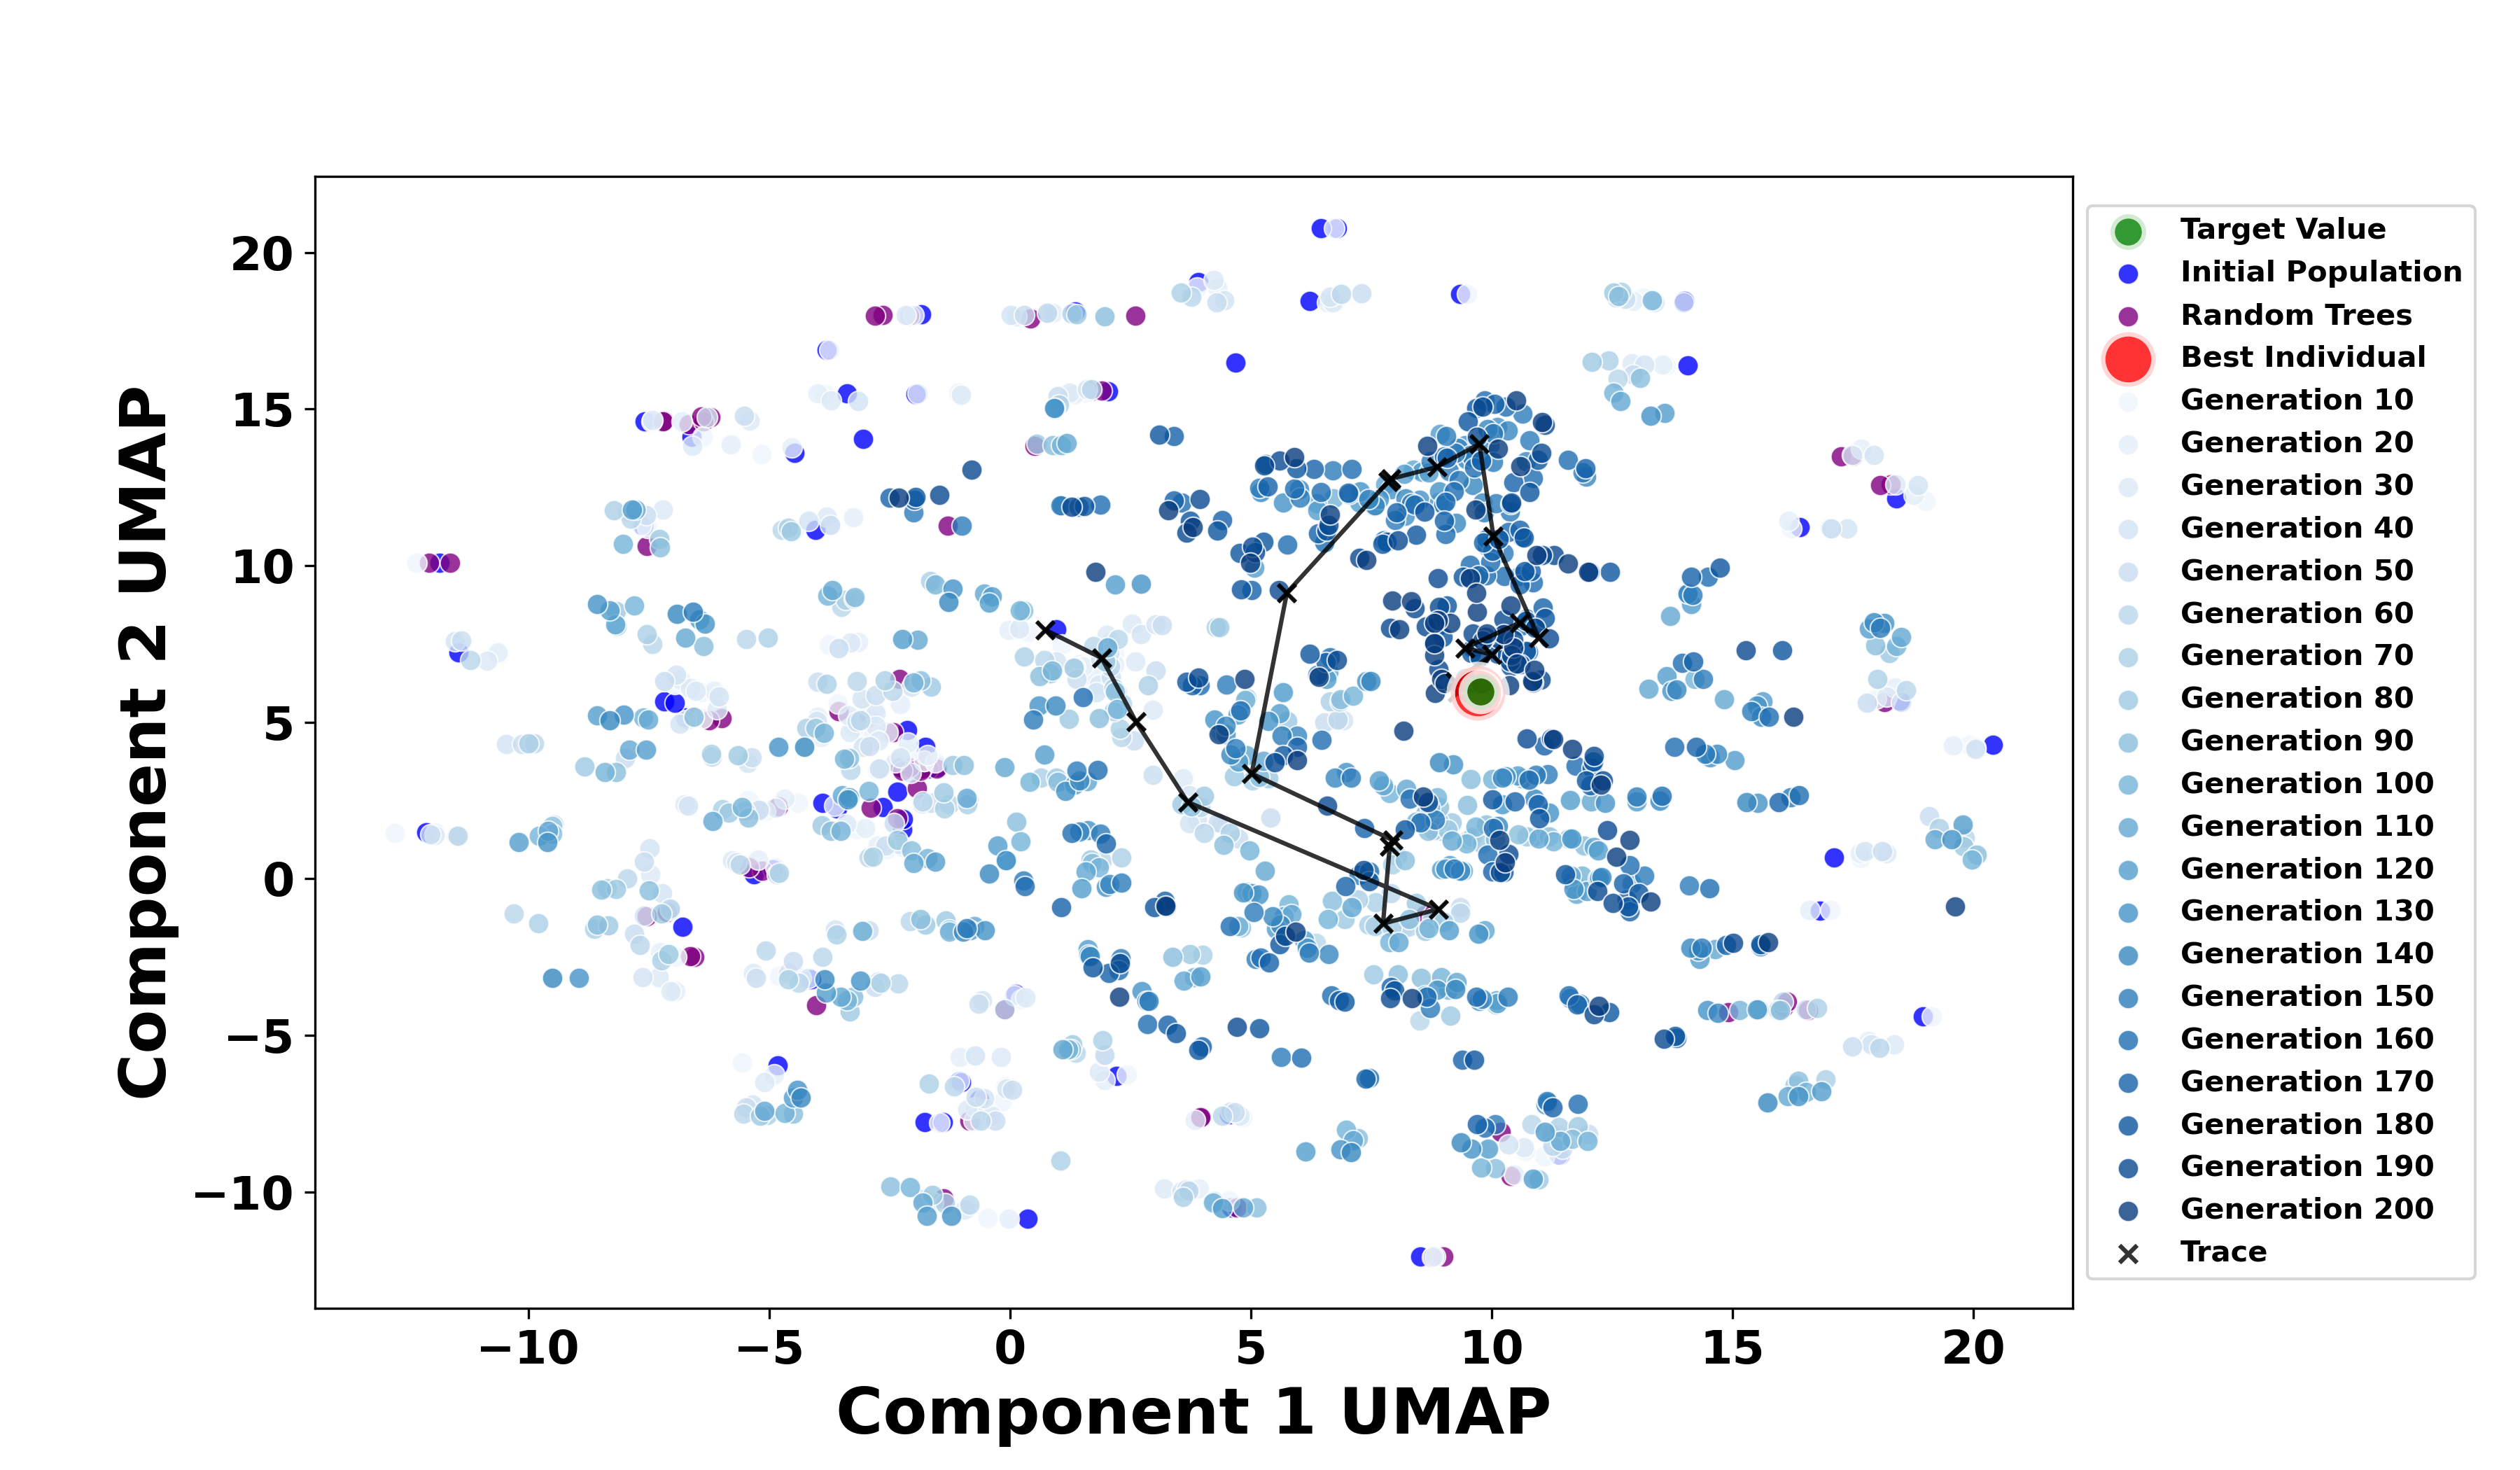 Component 2 UMAP
20
15
10
5
0
−5
−10
−10
−5
0
5
10
15
20
Component 1 UMAP
Target Value
Initial Population
Random Trees
Best Individual
Generation 10
Generation 20
Generation 30
Generation 40
Generation 50
Generation 60
Generation 70
Generation 80
Generation 90
Generation 100
Generation 110
Generation 120
Generation 130
Generation 140
Generation 150
Generation 160
Generation 170
Generation 180
Generation 190
Generation 200
Trace